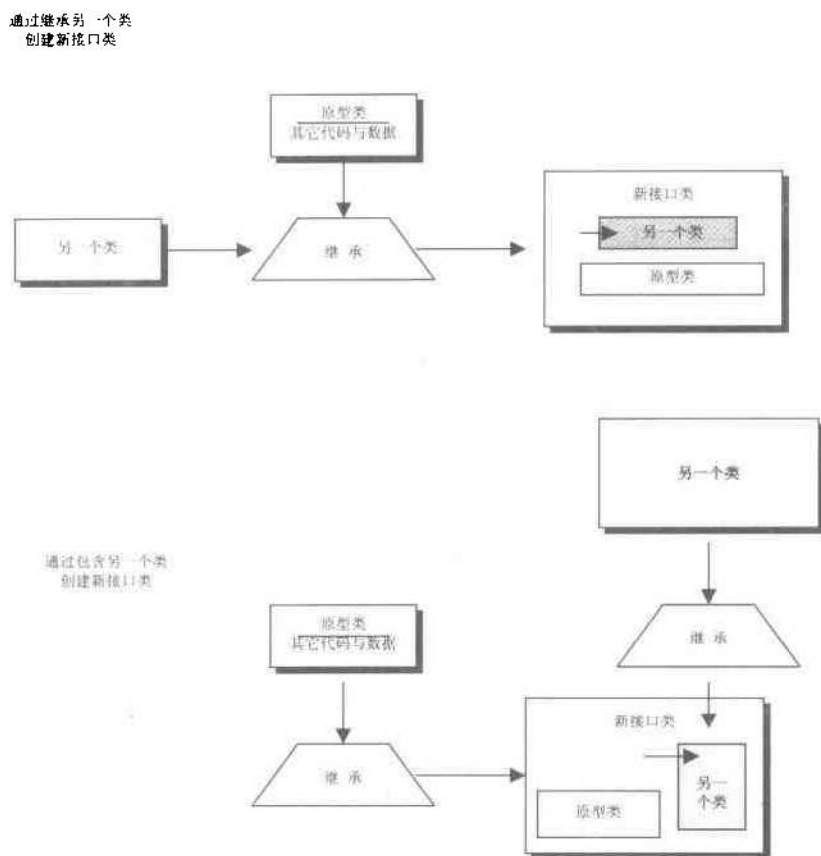 通过继承另一个类
创建新接口类
原型类
其它代码与数据
另一个类
继 承
新接口类
另一个类
原型类
另一个类
通过包含另一个类
创建新接口类
原型类
其它代码与数据
继 承
继 承
新接口类
另一
个类
原型类